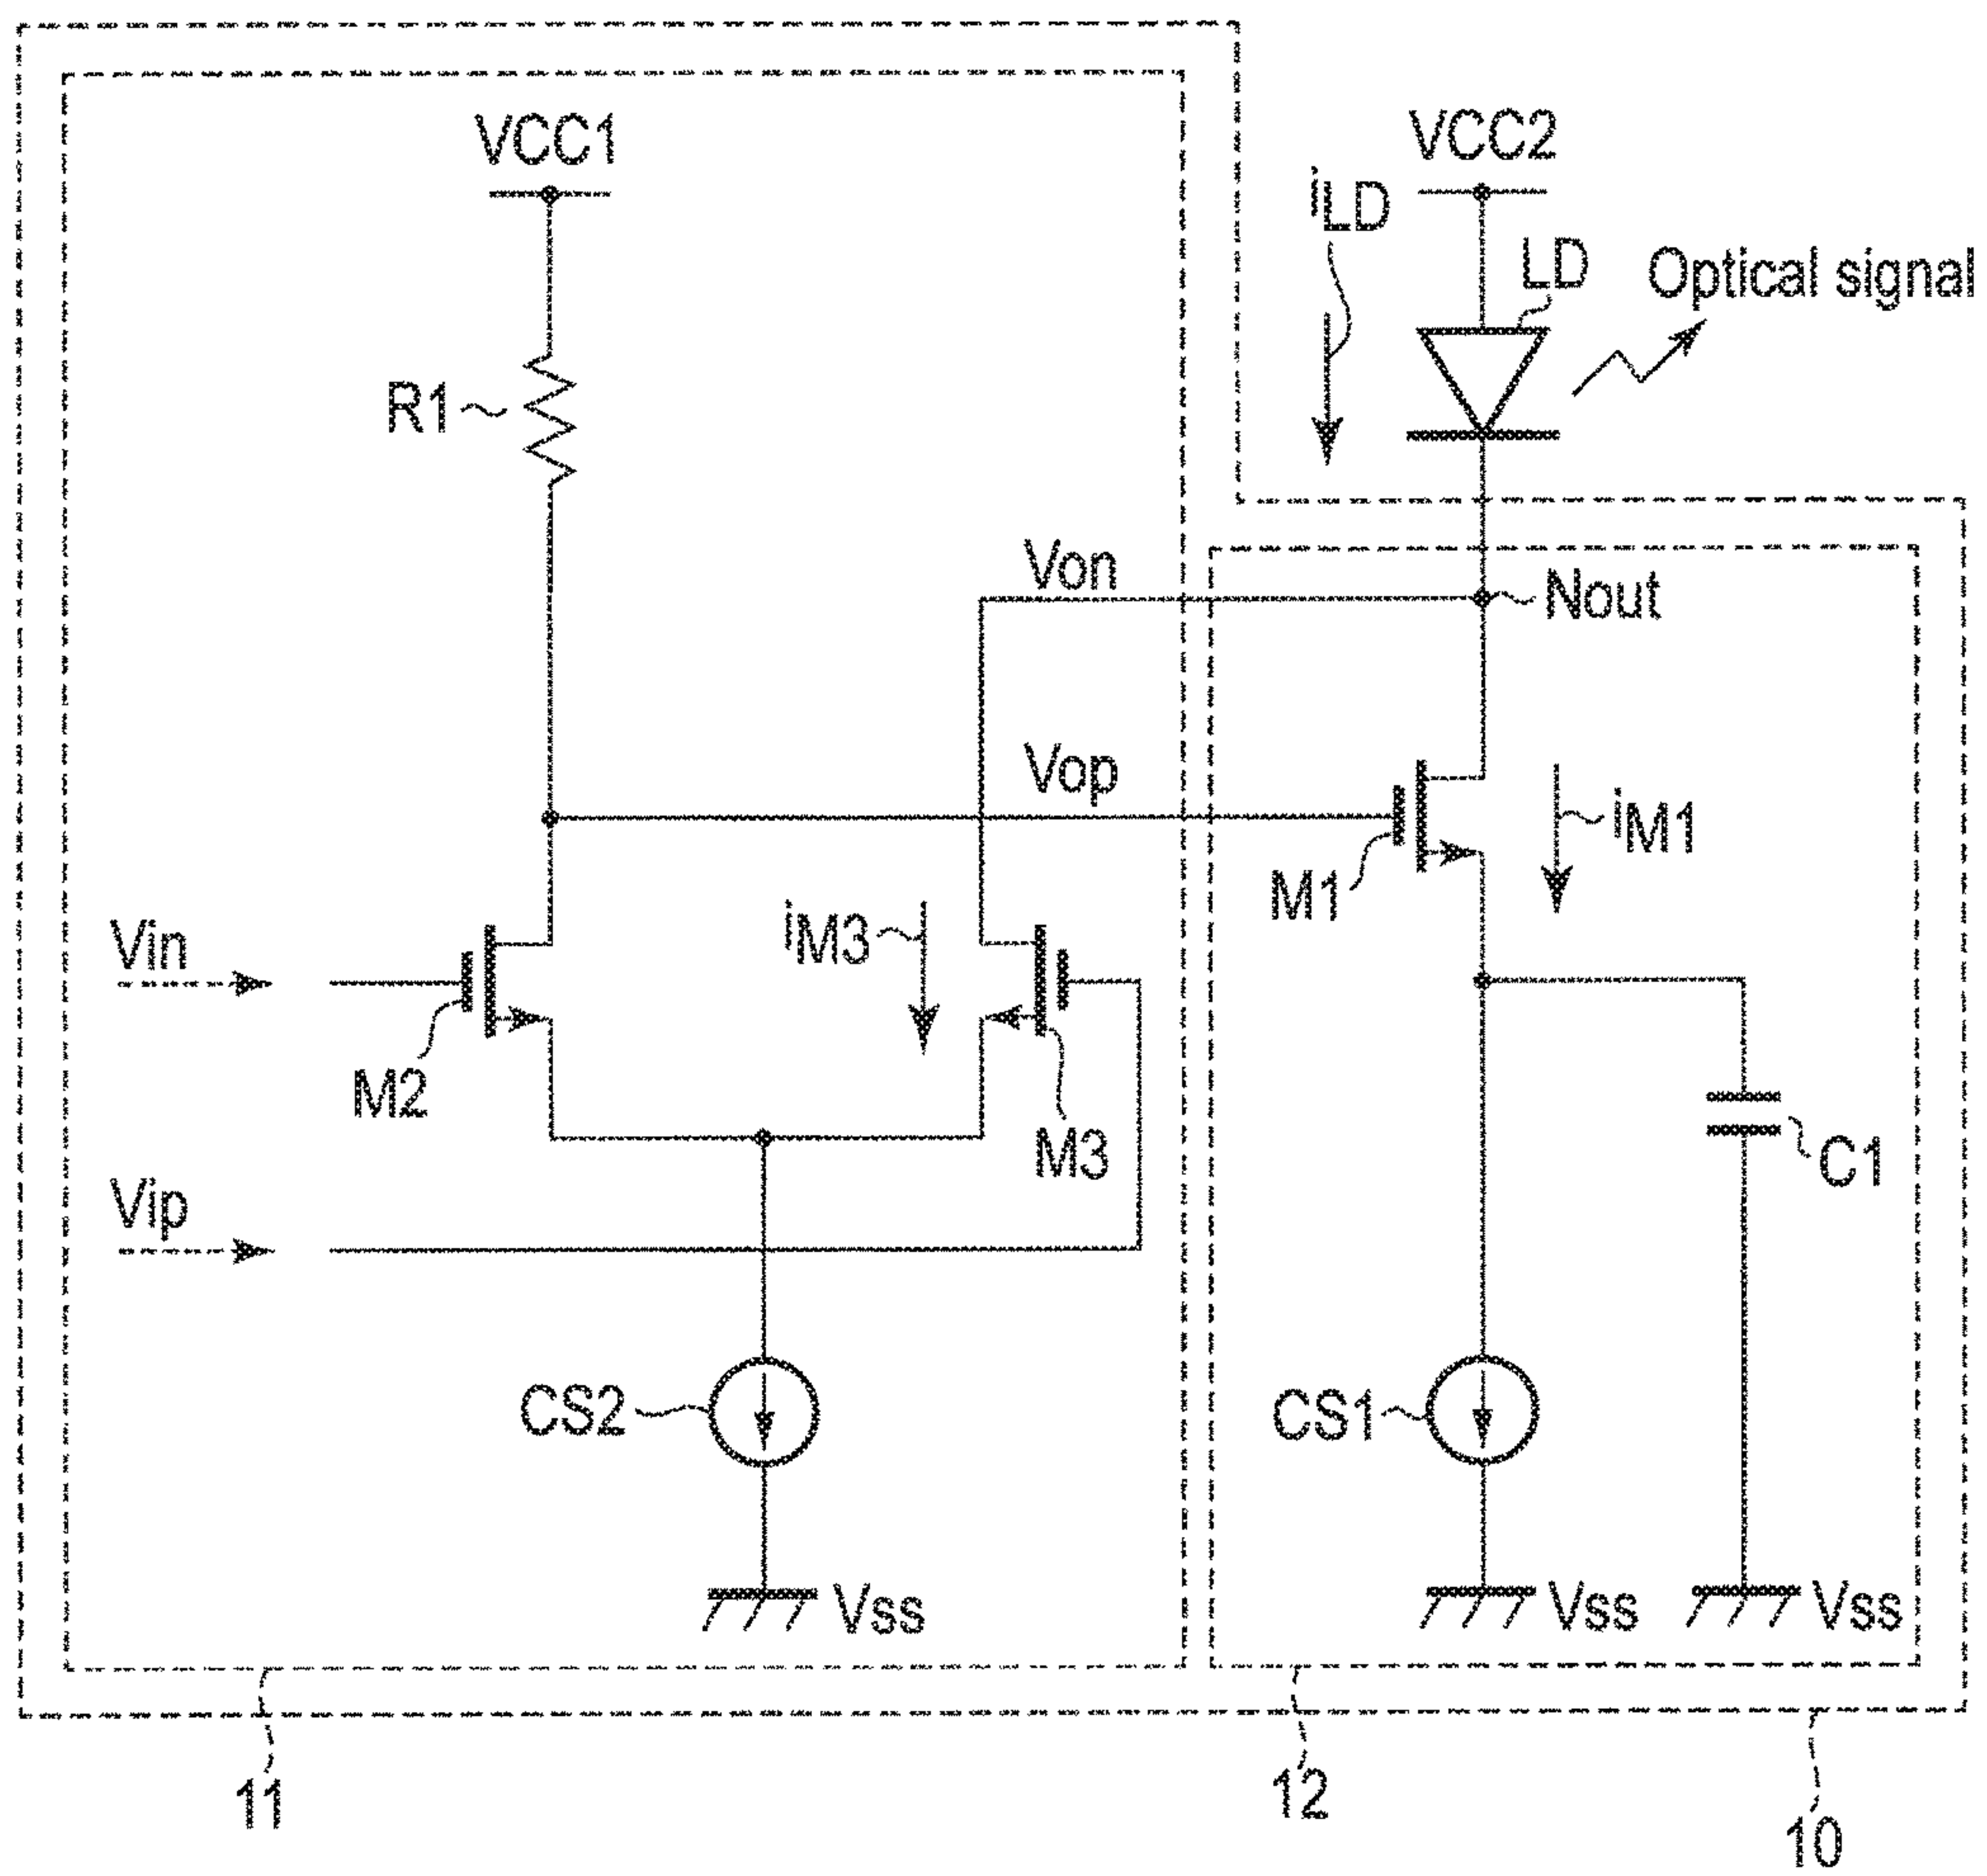 VCC1
VCC2
iLD
LD
Optical signal
R1
Von
Nout
Vop
iM1
M1
Vin
iM3
M2
M3
C1
Vip
CS2
CS1
Vss
Vss
Vss
11
12
10